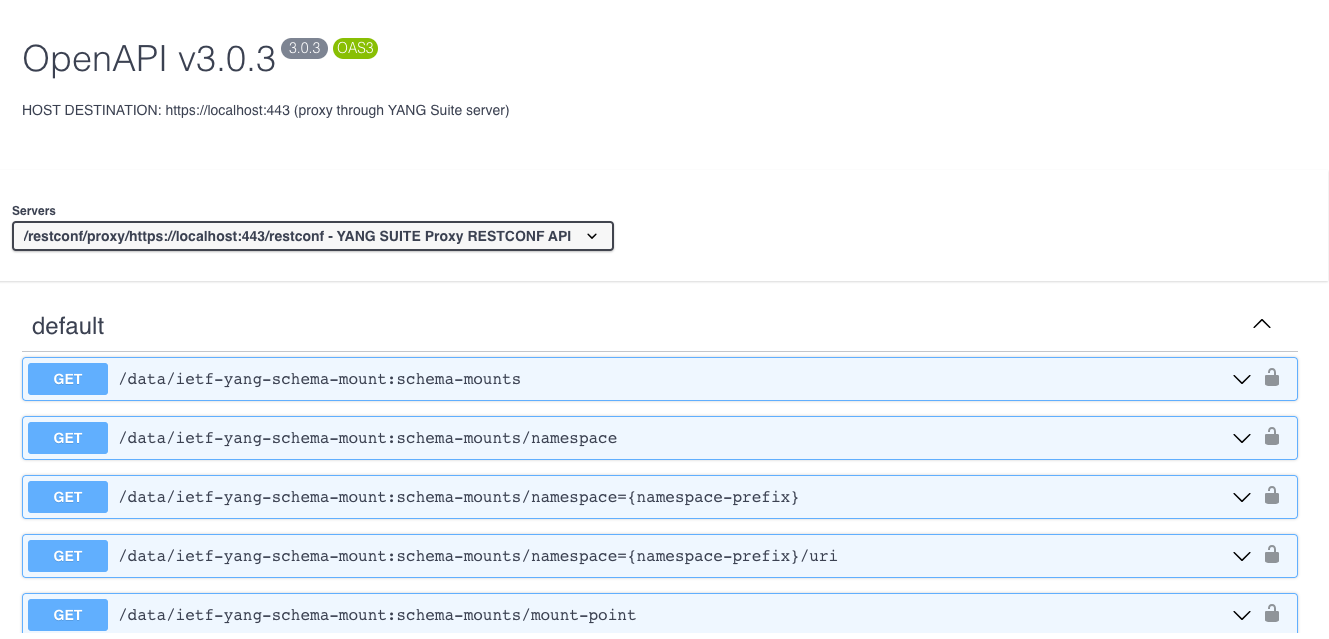 OpenAPI v3.0.3 3.0.3 OAS3
HOST DESTINATION: https://localhost:443 (proxy through YANG Suite server)
Servers
/restconf/proxy/https://localhost:443/restconf - YANG SUITE Proxy RESTCONF API
default
GET /data/ietf-yang-schema-mount:schema-mounts
GET /data/ietf-yang-schema-mount:schema-mounts/namespace
GET /data/ietf-yang-schema-mount:schema-mounts/namespace={namespace-prefix}
GET /data/ietf-yang-schema-mount:schema-mounts/namespace={namespace-prefix}/uri
GET /data/ietf-yang-schema-mount:schema-mounts/mount-point